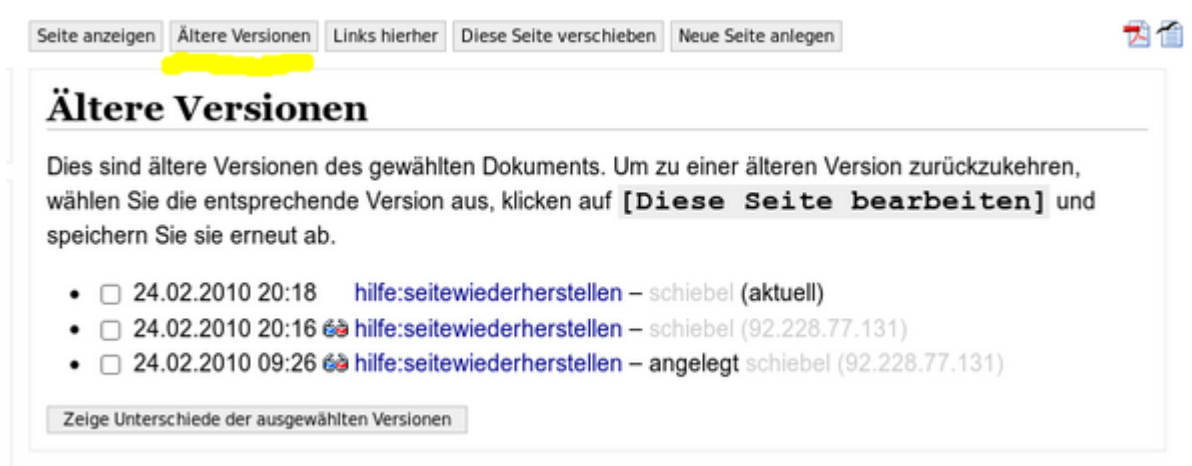 Seite anzeigen Ältere Versionen Links hierher Diese Seite verschieben Neue Seite anlegen
Ältere Versionen
Dies sind ältere Versionen des gewählten Dokuments. Um zu einer älteren Version zurückzukehren,
wählen Sie die entsprechende Version aus, klicken auf [Diese Seite bearbeiten] und
speichern Sie sie erneut ab.
• 24.02.2010 20:18 hilfe:seitewiederherstellen – schiebel (aktuell)
• 24.02.2010 20:16 hilfe:seitewiederherstellen – schiebel (92.228.77.131)
• 24.02.2010 09:26 hilfe:seitewiederherstellen – angelegt schiebel (92.228.77.131)
Zeige Unterschiede der ausgewählten Versionen